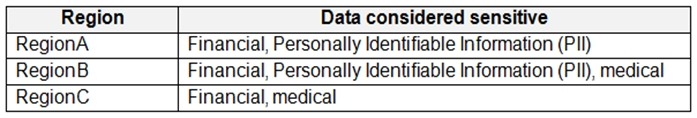 Region Data considered sensitive
RegionA Financial, Personally Identifiable Information (PII)
RegionB Financial, Personally Identifiable Information (PII), medical
RegionC Financial, medical